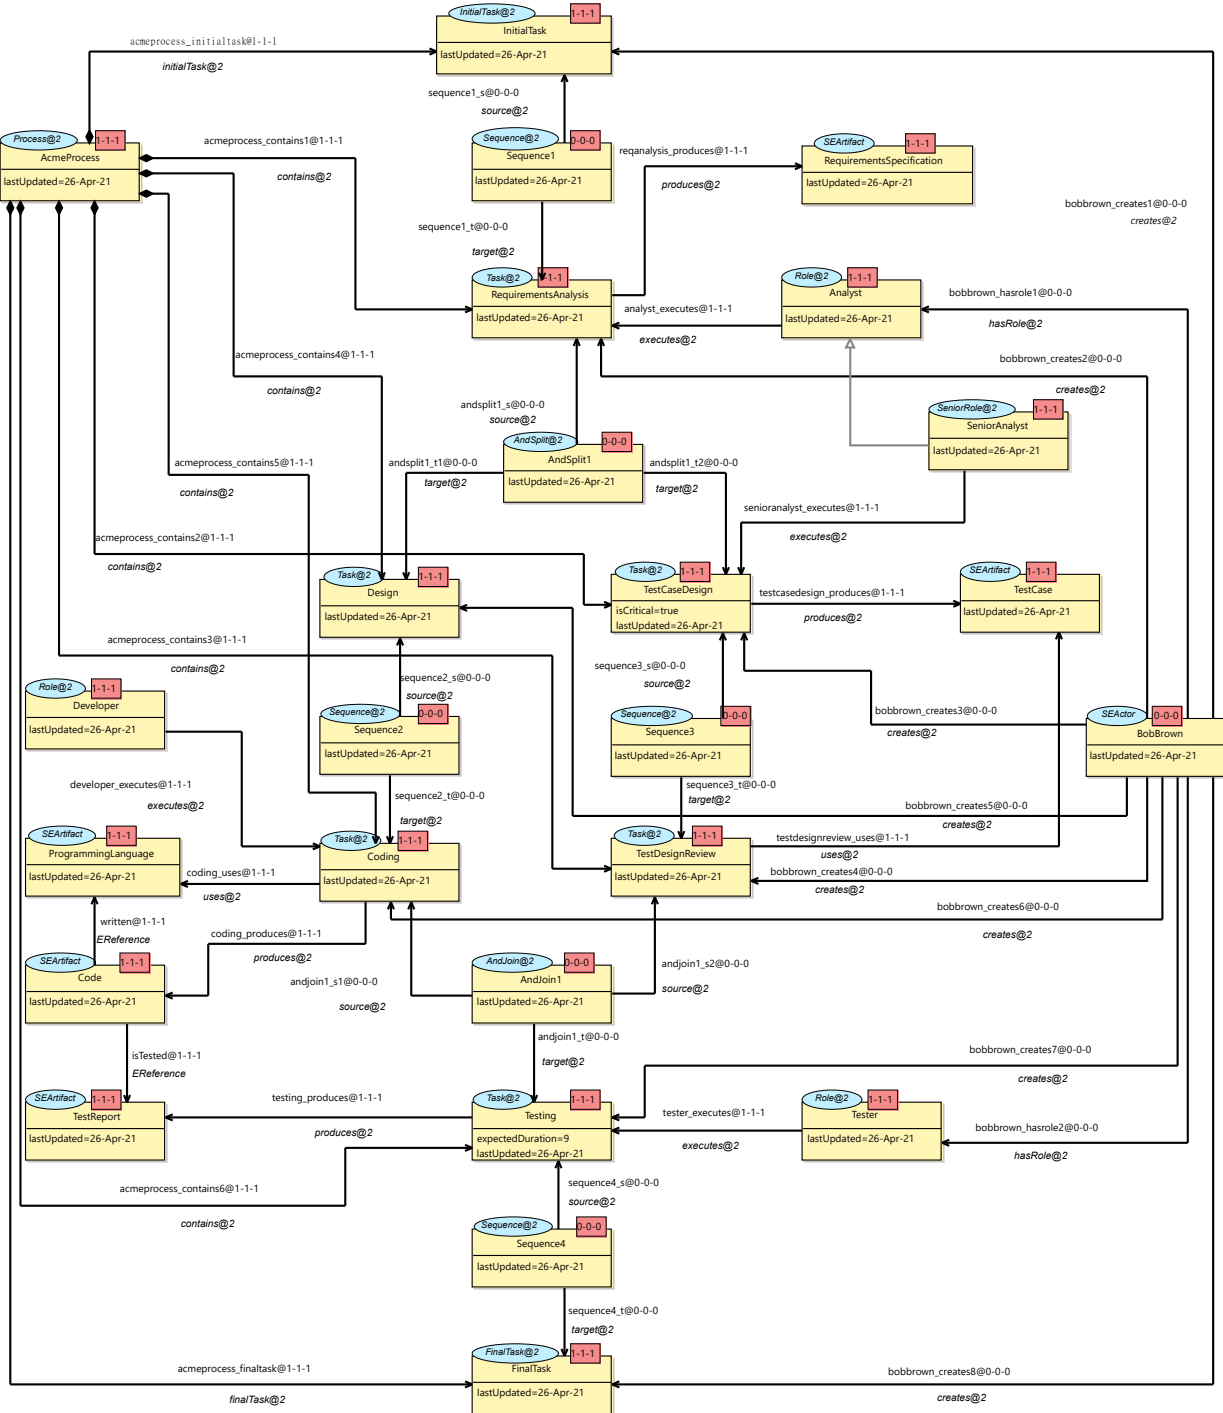 InitialTask@2
1-1-1
InitialTask
lastUpdated=26-Apr-21
acmeprocess_initialtask@1-1-1
initialTask@2
sequence1_s@0-0-0
source@2
Process@2
1-1-1
AcmeProcess
lastUpdated=26-Apr-21
acmeprocess_contains1@1-1-1
contains@2
Sequence@2
0-0-0
Sequence1
lastUpdated=26-Apr-21
reqanalysis_produces@1-1-1
produces@2
SEArtifact
1-1-1
RequirementsSpecification
lastUpdated=26-Apr-21
bobbrown_creates1@0-0-0
creates@2
sequence1_t@0-0-0
target@2
Task@2
1-1-1
RequirementsAnalysis
lastUpdated=26-Apr-21
analyst_executes@1-1-1
executes@2
Role@2
1-1-1
Analyst
lastUpdated=26-Apr-21
bobbrown_hasrole1@0-0-0
hasRole@2
acmeprocess_contains4@1-1-1
contains@2
bobbrown_creates2@0-0-0
creates@2
andsplit1_s@0-0-0
source@2
SeniorRole@2
1-1-1
SeniorAnalyst
lastUpdated=26-Apr-21
AndSplit@2
0-0-0
AndSplit1
lastUpdated=26-Apr-21
acmeprocess_contains5@1-1-1
contains@2
andsplit1_t1@0-0-0
target@2
andsplit1_t2@0-0-0
target@2
senioranalyst_executes@1-1-1
executes@2
acmeprocess_contains2@1-1-1
contains@2
Task@2
1-1-1
Design
lastUpdated=26-Apr-21
Task@2
1-1-1
TestCaseDesign
isCritical=true
lastUpdated=26-Apr-21
testcasedesign_produces@1-1-1
produces@2
SEArtifact
1-1-1
TestCase
lastUpdated=26-Apr-21
acmeprocess_contains3@1-1-1
contains@2
sequence2_s@0-0-0
source@2
sequence3_s@0-0-0
source@2
Role@2
1-1-1
Developer
lastUpdated=26-Apr-21
Sequence@2
0-0-0
Sequence2
lastUpdated=26-Apr-21
Sequence@2
0-0-0
Sequence3
lastUpdated=26-Apr-21
bobbrown_creates3@0-0-0
creates@2
SEActor
0-0-0
BobBrown
lastUpdated=26-Apr-21
developer_executes@1-1-1
executes@2
sequence2_t@0-0-0
target@2
sequence3_t@0-0-0
target@2
bobbrown_creates5@0-0-0
creates@2
SEArtifact
1-1-1
ProgrammingLanguage
lastUpdated=26-Apr-21
coding_uses@1-1-1
uses@2
Task@2
1-1-1
Coding
lastUpdated=26-Apr-21
Task@2
1-1-1
TestDesignReview
lastUpdated=26-Apr-21
testdesignreview_uses@1-1-1
uses@2
bobbrown_creates4@0-0-0
creates@2
written@1-1-1
EReference
coding_produces@1-1-1
produces@2
bobbrown_creates6@0-0-0
creates@2
SEArtifact
1-1-1
Code
lastUpdated=26-Apr-21
andjoin1_s1@0-0-0
source@2
AndJoin@2
0-0-0
AndJoin1
lastUpdated=26-Apr-21
andjoin1_s2@0-0-0
source@2
isTested@1-1-1
EReference
andjoin1_t@0-0-0
target@2
bobbrown_creates7@0-0-0
creates@2
SEArtifact
1-1-1
TestReport
lastUpdated=26-Apr-21
testing_produces@1-1-1
produces@2
Task@2
1-1-1
Testing
expectedDuration=9
lastUpdated=26-Apr-21
tester_executes@1-1-1
executes@2
Role@2
1-1-1
Tester
lastUpdated=26-Apr-21
bobbrown_hasrole2@0-0-0
hasRole@2
acmeprocess_contains6@1-1-1
contains@2
sequence4_s@0-0-0
source@2
Sequence@2
0-0-0
Sequence4
lastUpdated=26-Apr-21
sequence4_t@0-0-0
target@2
acmeprocess_finaltask@1-1-1
finalTask@2
FinalTask@2
1-1-1
FinalTask
lastUpdated=26-Apr-21
bobbrown_creates8@0-0-0
creates@2